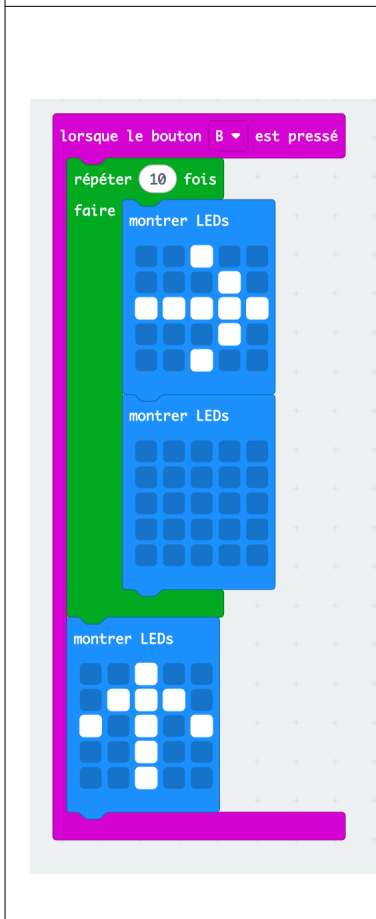 lorsque le bouton B est pressé
répéter 10 fois
faire
montrer LEDs
montrer LEDs
montrer LEDs